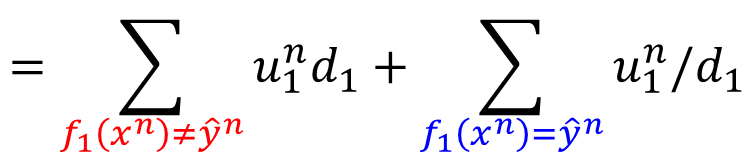 = ∑_{f₁(xⁿ)≠ŷⁿ} u₁ⁿd₁ + ∑_{f₁(xⁿ)=ŷⁿ} u₁ⁿ/d₁